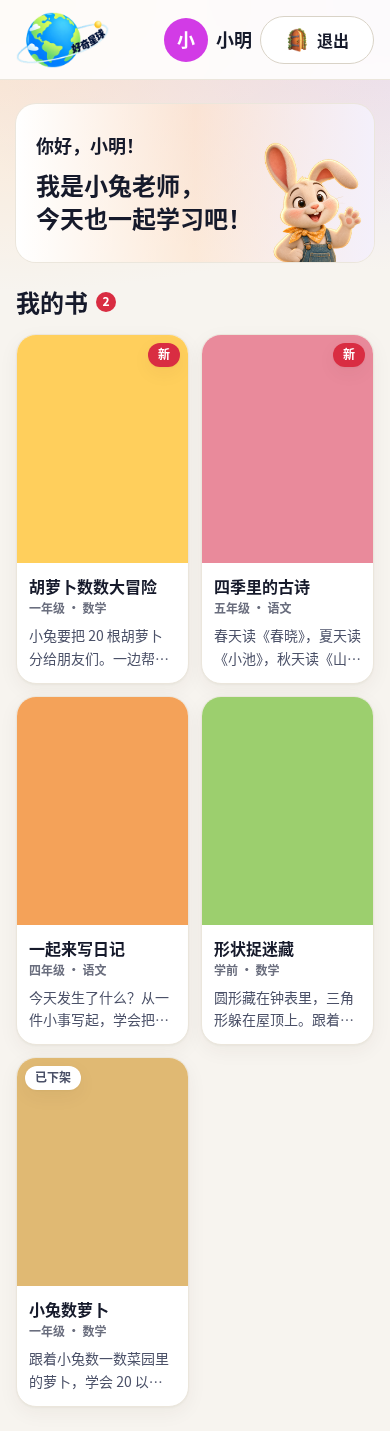 好奇星球
小
小明
退出
你好，小明！
我是小兔老师，
今天也一起学习吧！
我的书
2
新
新
胡萝卜数数大冒险
一年级 · 数学
小兔要把 20 根胡萝卜
分给朋友们。一边帮…
四季里的古诗
五年级 · 语文
春天读《春晓》，夏天读
《小池》，秋天读《山…
一起来写日记
四年级 · 语文
今天发生了什么？从一
件小事写起，学会把…
形状捉迷藏
学前 · 数学
圆形藏在钟表里，三角
形躲在屋顶上。跟着…
已下架
小兔数萝卜
一年级 · 数学
跟着小兔数一数菜园里
的萝卜，学会 20 以…